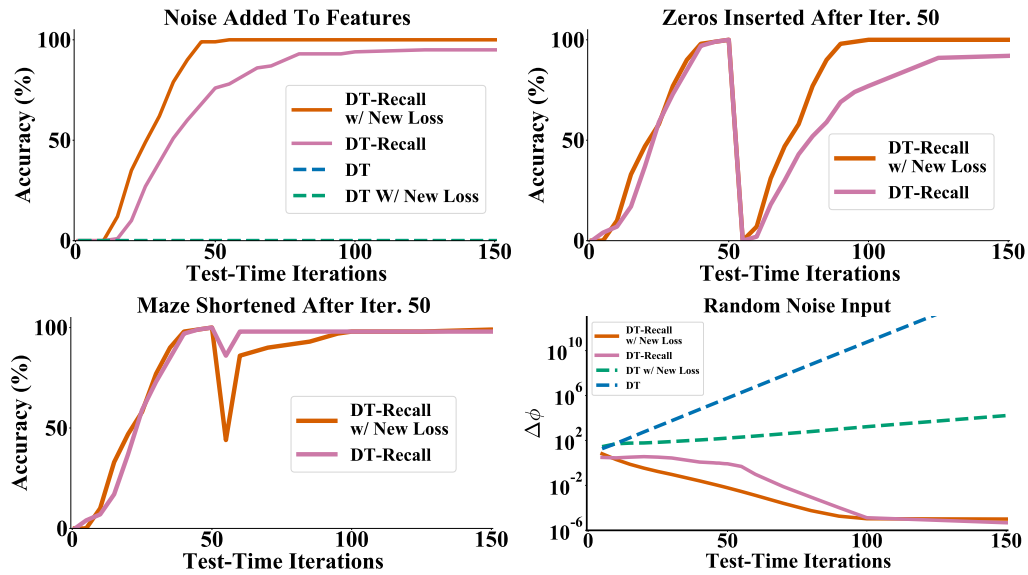 Noise Added To Features
Accuracy (%)
100
50
0
0 50 100 150
Test-Time Iterations
DT-Recall
w/ New Loss
DT-Recall
DT
DT W/ New Loss
Zeros Inserted After Iter. 50
Accuracy (%)
100
50
0
0 50 100 150
Test-Time Iterations
DT-Recall
w/ New Loss
DT-Recall
Maze Shortened After Iter. 50
Accuracy (%)
100
50
0
0 50 100 150
Test-Time Iterations
DT-Recall
w/ New Loss
DT-Recall
Random Noise Input
Δϕ
10^10
10^6
10^2
10^-2
10^-6
0 50 100 150
Test-Time Iterations
DT-Recall
w/ New Loss
DT-Recall
DT w/ New Loss
DT